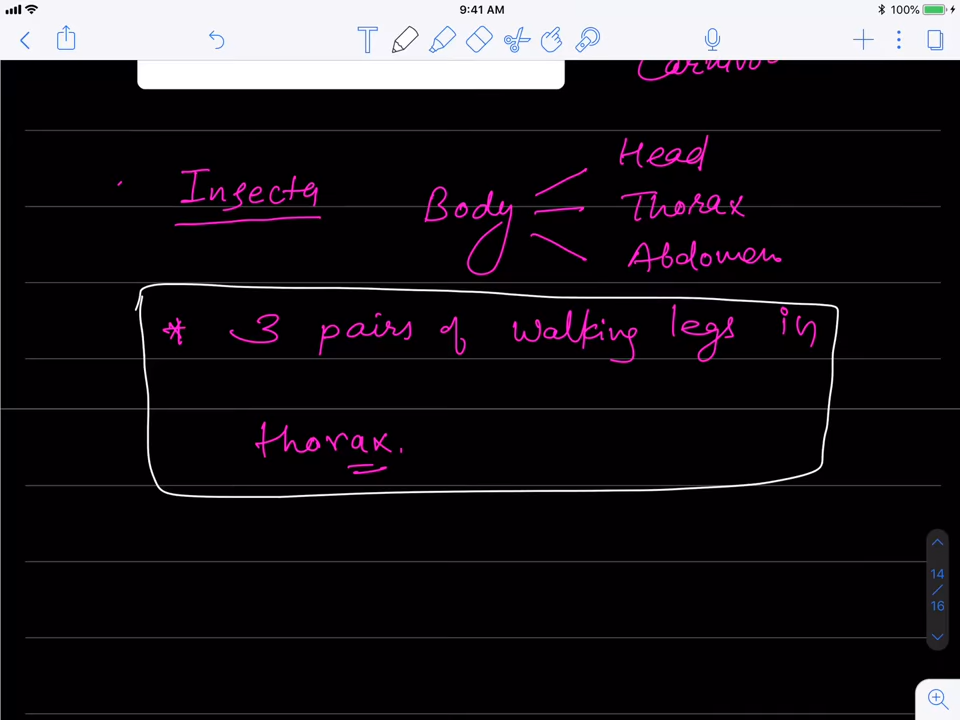 9:41 AM
100%
T
Insecta
Body
Head
Thorax
Abdomen
* 3 pairs of walking legs in
thorax.
14
/
16